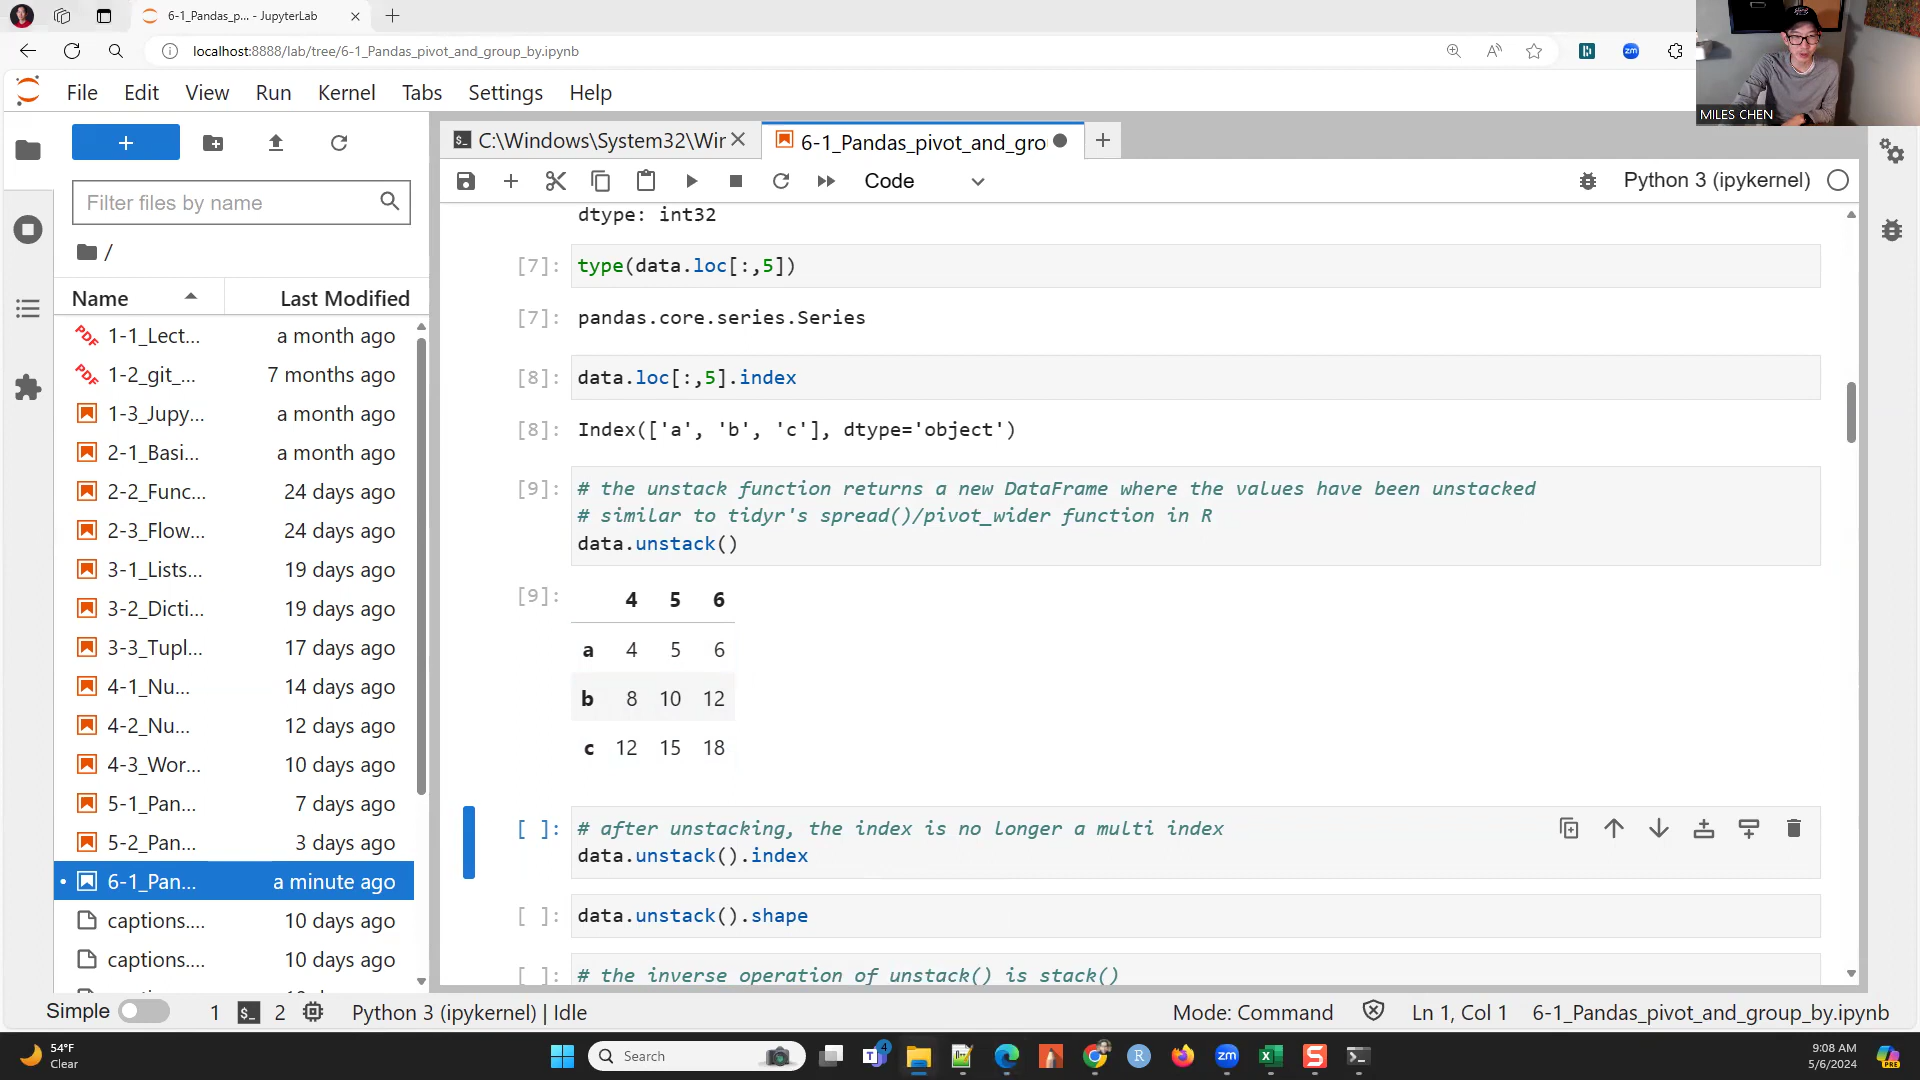 6-1_Pandas_p... - JupyterLab
localhost:8888/lab/tree/6-1_Pandas_pivot_and_group_by.ipynb
MILES CHEN
File Edit View Run Kernel Tabs Settings Help
C:\Windows\System32\Wir
6-1_Pandas_pivot_and_gro
Code
Python 3 (ipykernel)
Filter files by name
/
Name Last Modified
1-1_Lect... a month ago
1-2_git_... 7 months ago
1-3_Jupy... a month ago
2-1_Basi... a month ago
2-2_Func... 24 days ago
2-3_Flow... 24 days ago
3-1_Lists... 19 days ago
3-2_Dicti... 19 days ago
3-3_Tupl... 17 days ago
4-1_Nu... 14 days ago
4-2_Nu... 12 days ago
4-3_Wor... 10 days ago
5-1_Pan... 7 days ago
5-2_Pan... 3 days ago
6-1_Pan... a minute ago
captions.... 10 days ago
captions.... 10 days ago
dtype: int32
[7]: type(data.loc[:,5])
[7]: pandas.core.series.Series
[8]: data.loc[:,5].index
[8]: Index(['a', 'b', 'c'], dtype='object')
[9]: # the unstack function returns a new DataFrame where the values have been unstacked
# similar to tidyr's spread()/pivot_wider function in R
data.unstack()
[9]: 4 5 6
a 4 5 6
b 8 10 12
c 12 15 18
[ ]: # after unstacking, the index is no longer a multi index
data.unstack().index
[ ]: data.unstack().shape
[ ]: # the inverse operation of unstack() is stack()
Simple 1 $_ 2 Python 3 (ipykernel) | Idle
Mode: Command Ln 1, Col 1 6-1_Pandas_pivot_and_group_by.ipynb
54°F
Clear
Search
4
zm
9:08 AM
5/6/2024